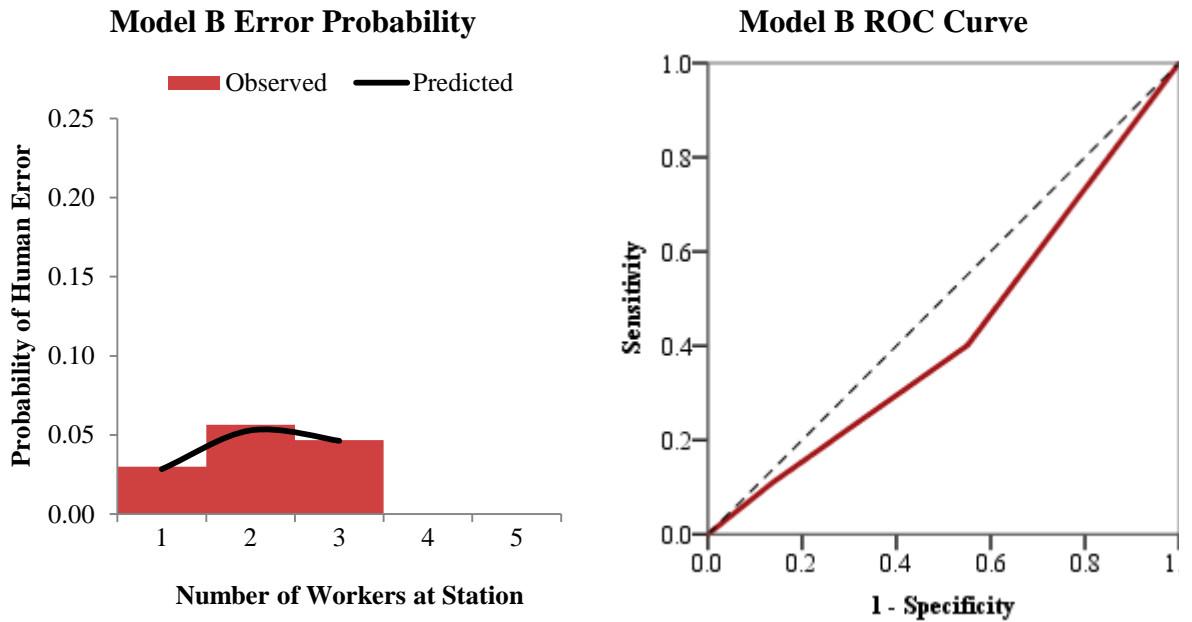 Model B Error Probability
Observed Predicted
Probability of Human Error
0.25
0.20
0.15
0.10
0.05
0.00
1 2 3 4 5
Number of Workers at Station
Model B ROC Curve
Sensitivity
1.0
0.8
0.6
0.4
0.2
0.0
0.0 0.2 0.4 0.6 0.8 1.
1 - Specificity